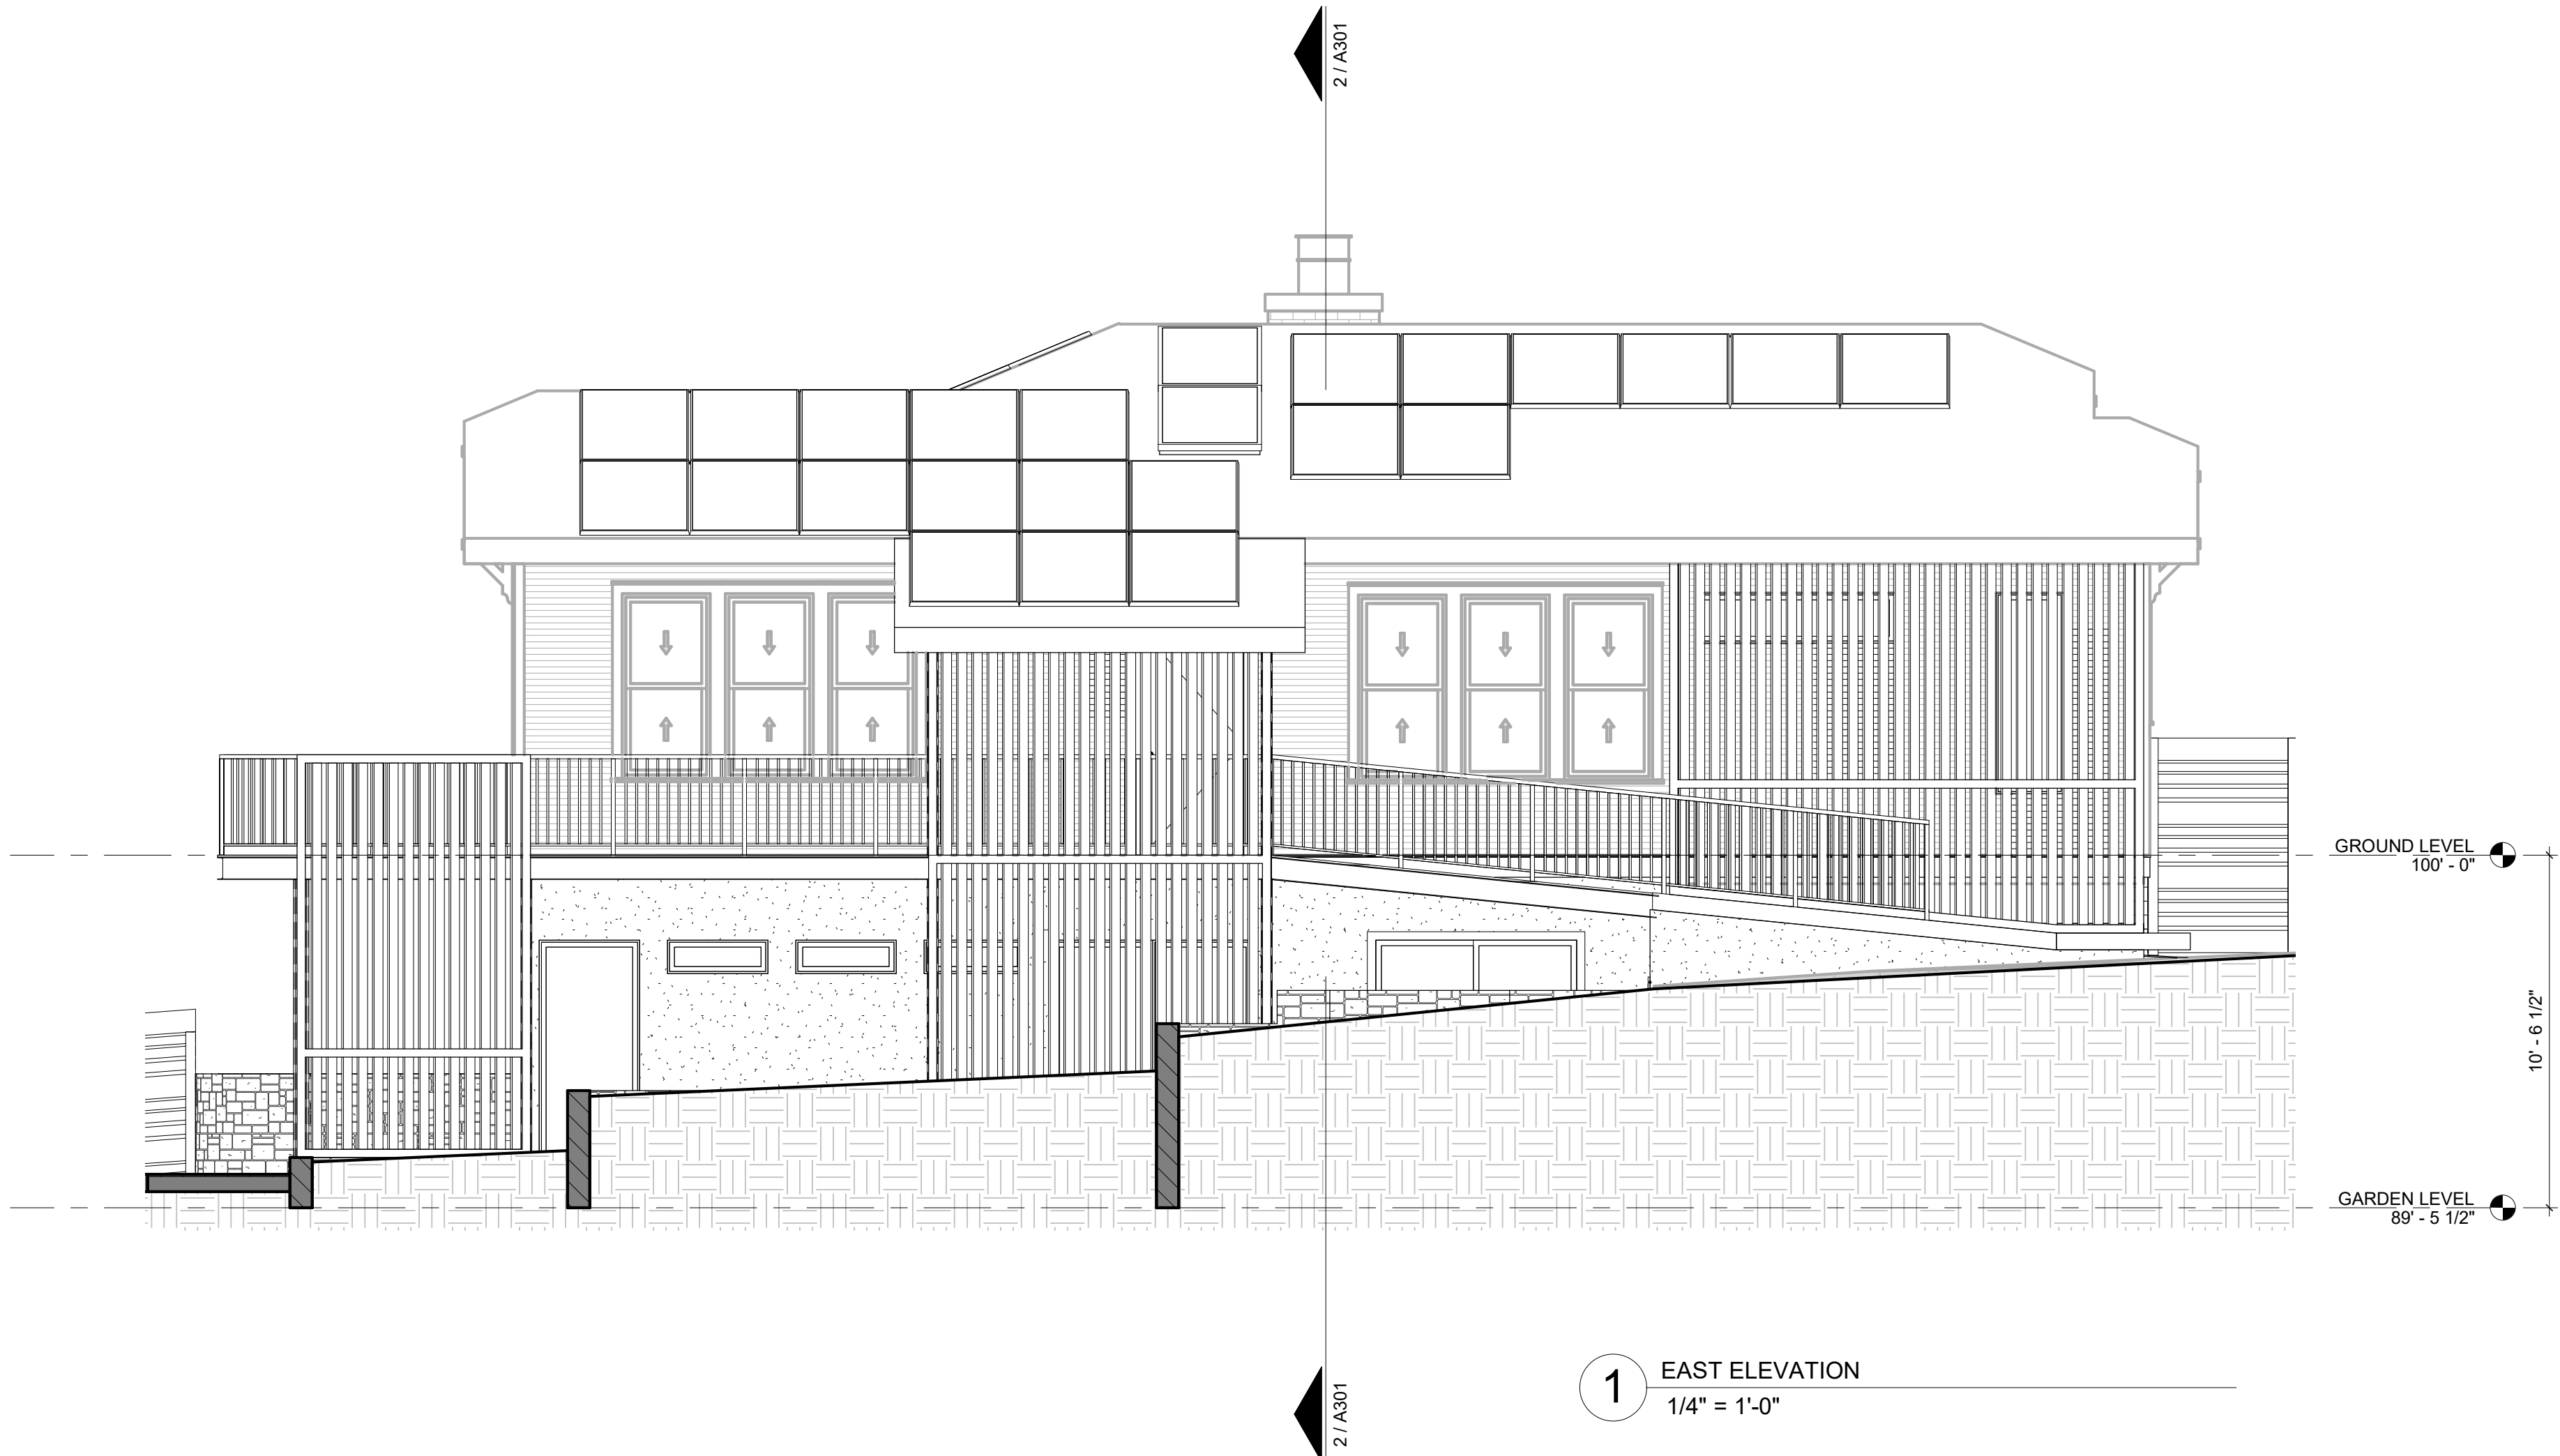 2 / A301
GROUND LEVEL
100' - 0"
10' - 6 1/2"
GARDEN LEVEL
89' - 5 1/2"
1
EAST ELEVATION
1/4" = 1'-0"
2 / A301